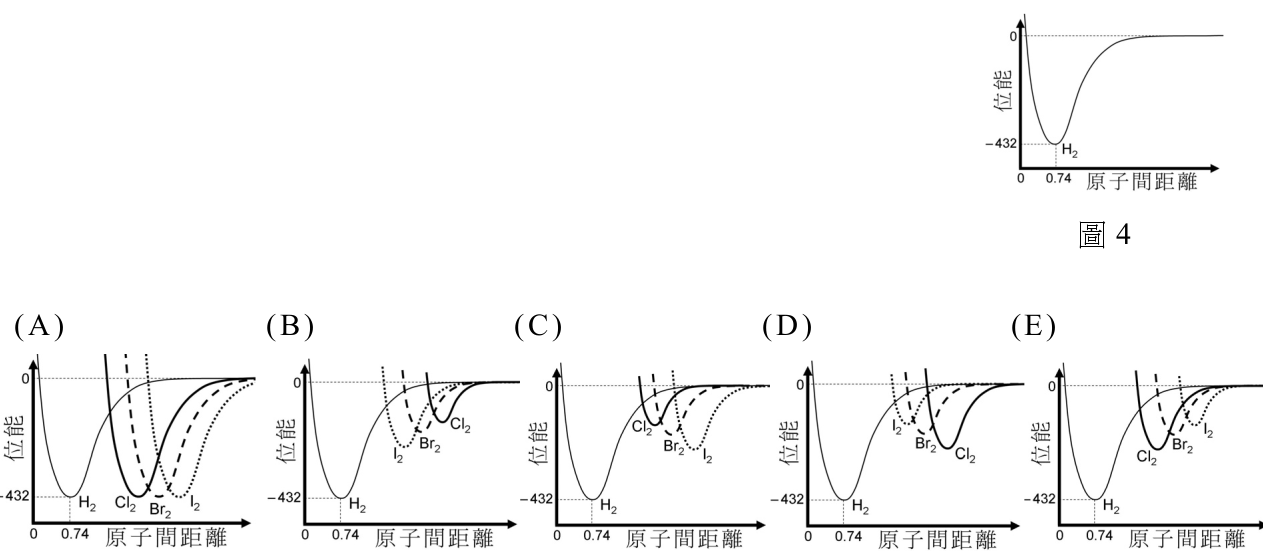 0
位能
−432
H₂
0
0.74
原子間距離
圖 4
(A)
(B)
(C)
(D)
(E)
0
位能
−432
H₂
Cl₂
Br₂
I₂
0
0.74
原子間距離
0
位能
−432
H₂
I₂
Br₂
Cl₂
0
0.74
原子間距離
0
位能
−432
H₂
Cl₂
Br₂
I₂
0
0.74
原子間距離
0
位能
−432
H₂
I₂
Br₂
Cl₂
0
0.74
原子間距離
0
位能
−432
H₂
Cl₂
Br₂
I₂
0
0.74
原子間距離